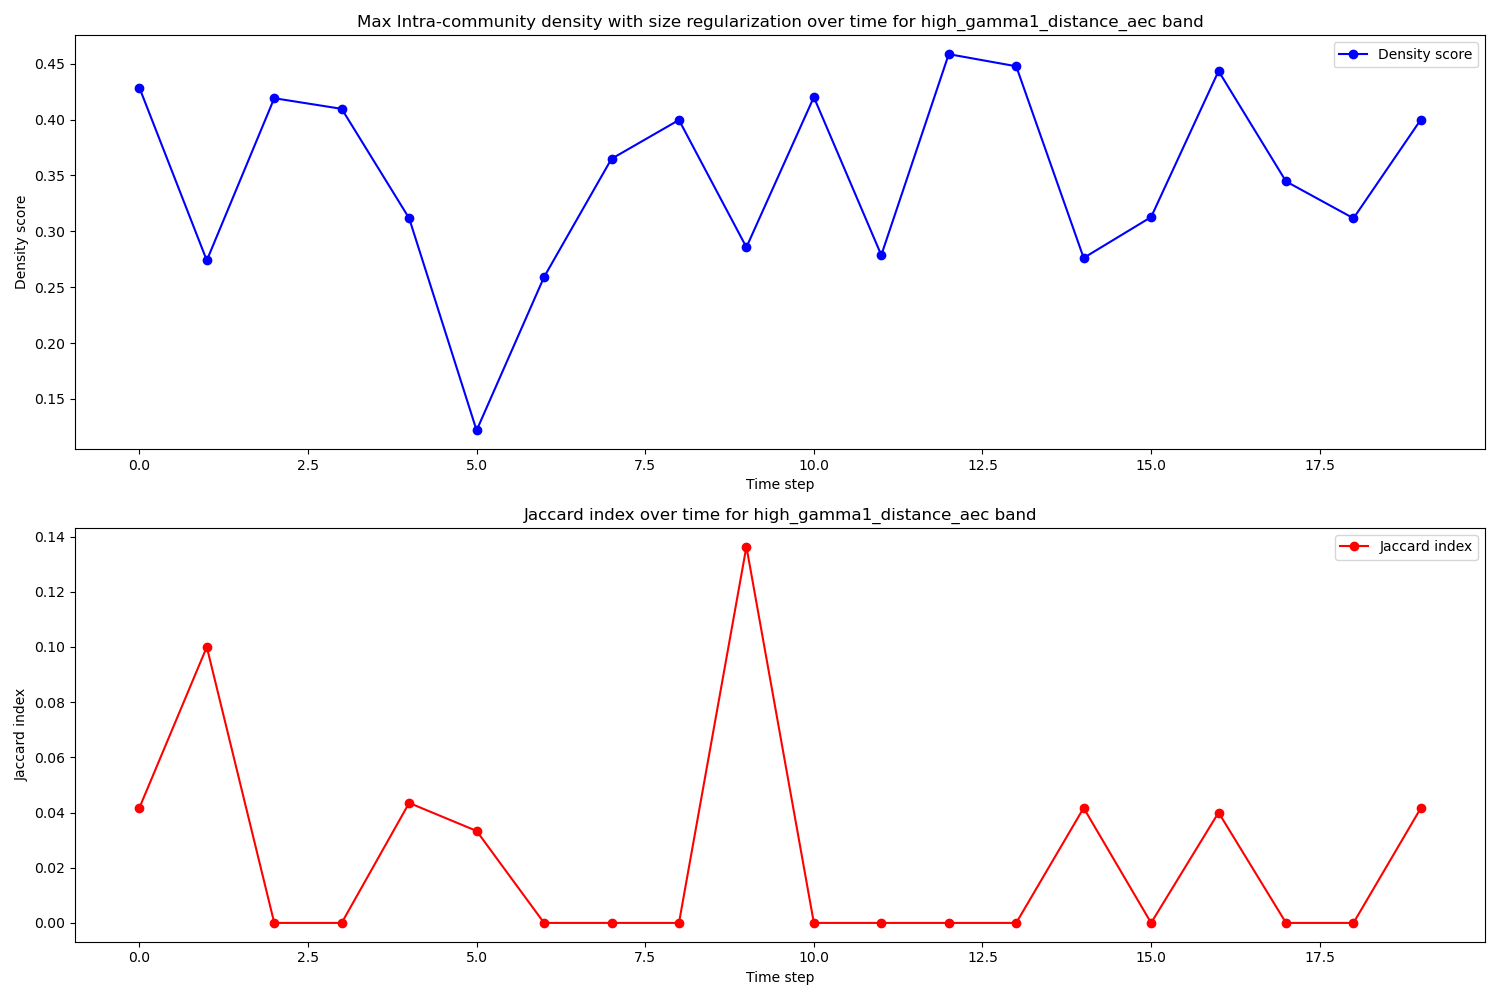 Max Intra-community density with size regularization over time for high_gamma1_distance_aec band
Density score
0.45
0.40
0.35
0.30
0.25
0.20
0.15
Density score
0.0 2.5 5.0 7.5 10.0 12.5 15.0 17.5
Time step
Jaccard index over time for high_gamma1_distance_aec band
Jaccard index
0.14
0.12
0.10
0.08
0.06
0.04
0.02
0.00
Jaccard index
0.0 2.5 5.0 7.5 10.0 12.5 15.0 17.5
Time step